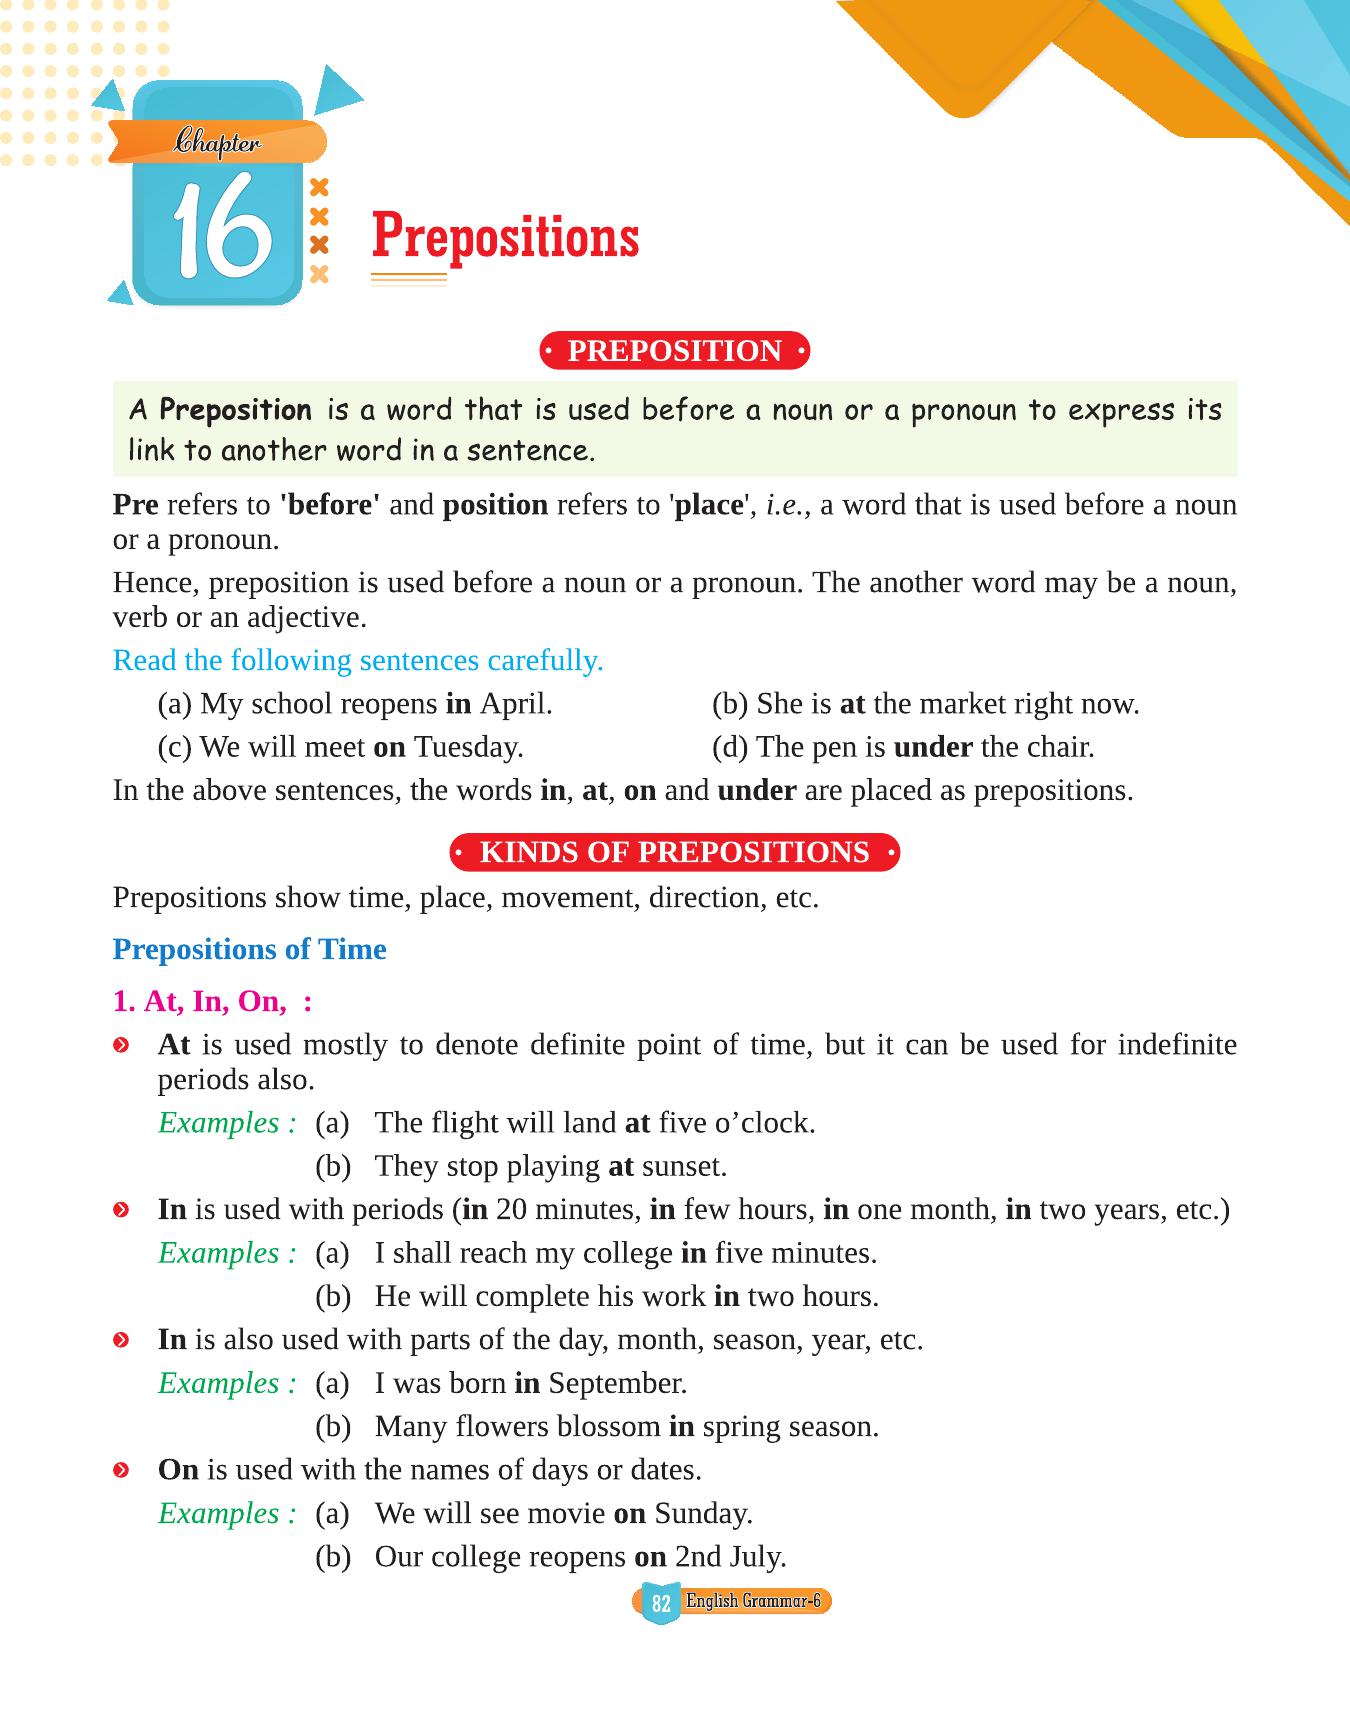 Chapter
16
Prepositions
• PREPOSITION •
A Preposition is a word that is used before a noun or a pronoun to express its
link to another word in a sentence.
Pre refers to 'before' and position refers to 'place', i.e., a word that is used before a noun
or a pronoun.
Hence, preposition is used before a noun or a pronoun. The another word may be a noun,
verb or an adjective.
Read the following sentences carefully.
(a) My school reopens in April. (b) She is at the market right now.
(c) We will meet on Tuesday. (d) The pen is under the chair.
In the above sentences, the words in, at, on and under are placed as prepositions.
• KINDS OF PREPOSITIONS •
Prepositions show time, place, movement, direction, etc.
Prepositions of Time
1. At, In, On, :
At is used mostly to denote definite point of time, but it can be used for indefinite
periods also.
Examples : (a) The flight will land at five o’clock.
(b) They stop playing at sunset.
In is used with periods (in 20 minutes, in few hours, in one month, in two years, etc.)
Examples : (a) I shall reach my college in five minutes.
(b) He will complete his work in two hours.
In is also used with parts of the day, month, season, year, etc.
Examples : (a) I was born in September.
(b) Many flowers blossom in spring season.
On is used with the names of days or dates.
Examples : (a) We will see movie on Sunday.
(b) Our college reopens on 2nd July.
82 English Grammar-6